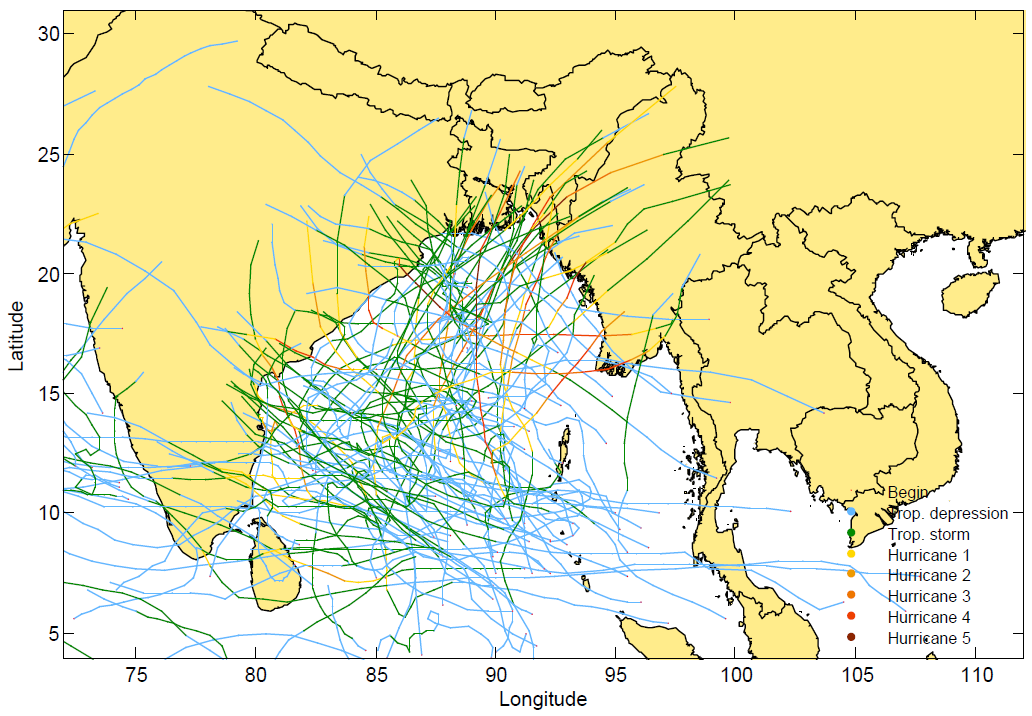 30
25
20
15
10
5
Latitude
75
80
85
90
95
100
105
110
Longitude
Begin
Trop. depression
Trop. storm
Hurricane 1
Hurricane 2
Hurricane 3
Hurricane 4
Hurricane 5